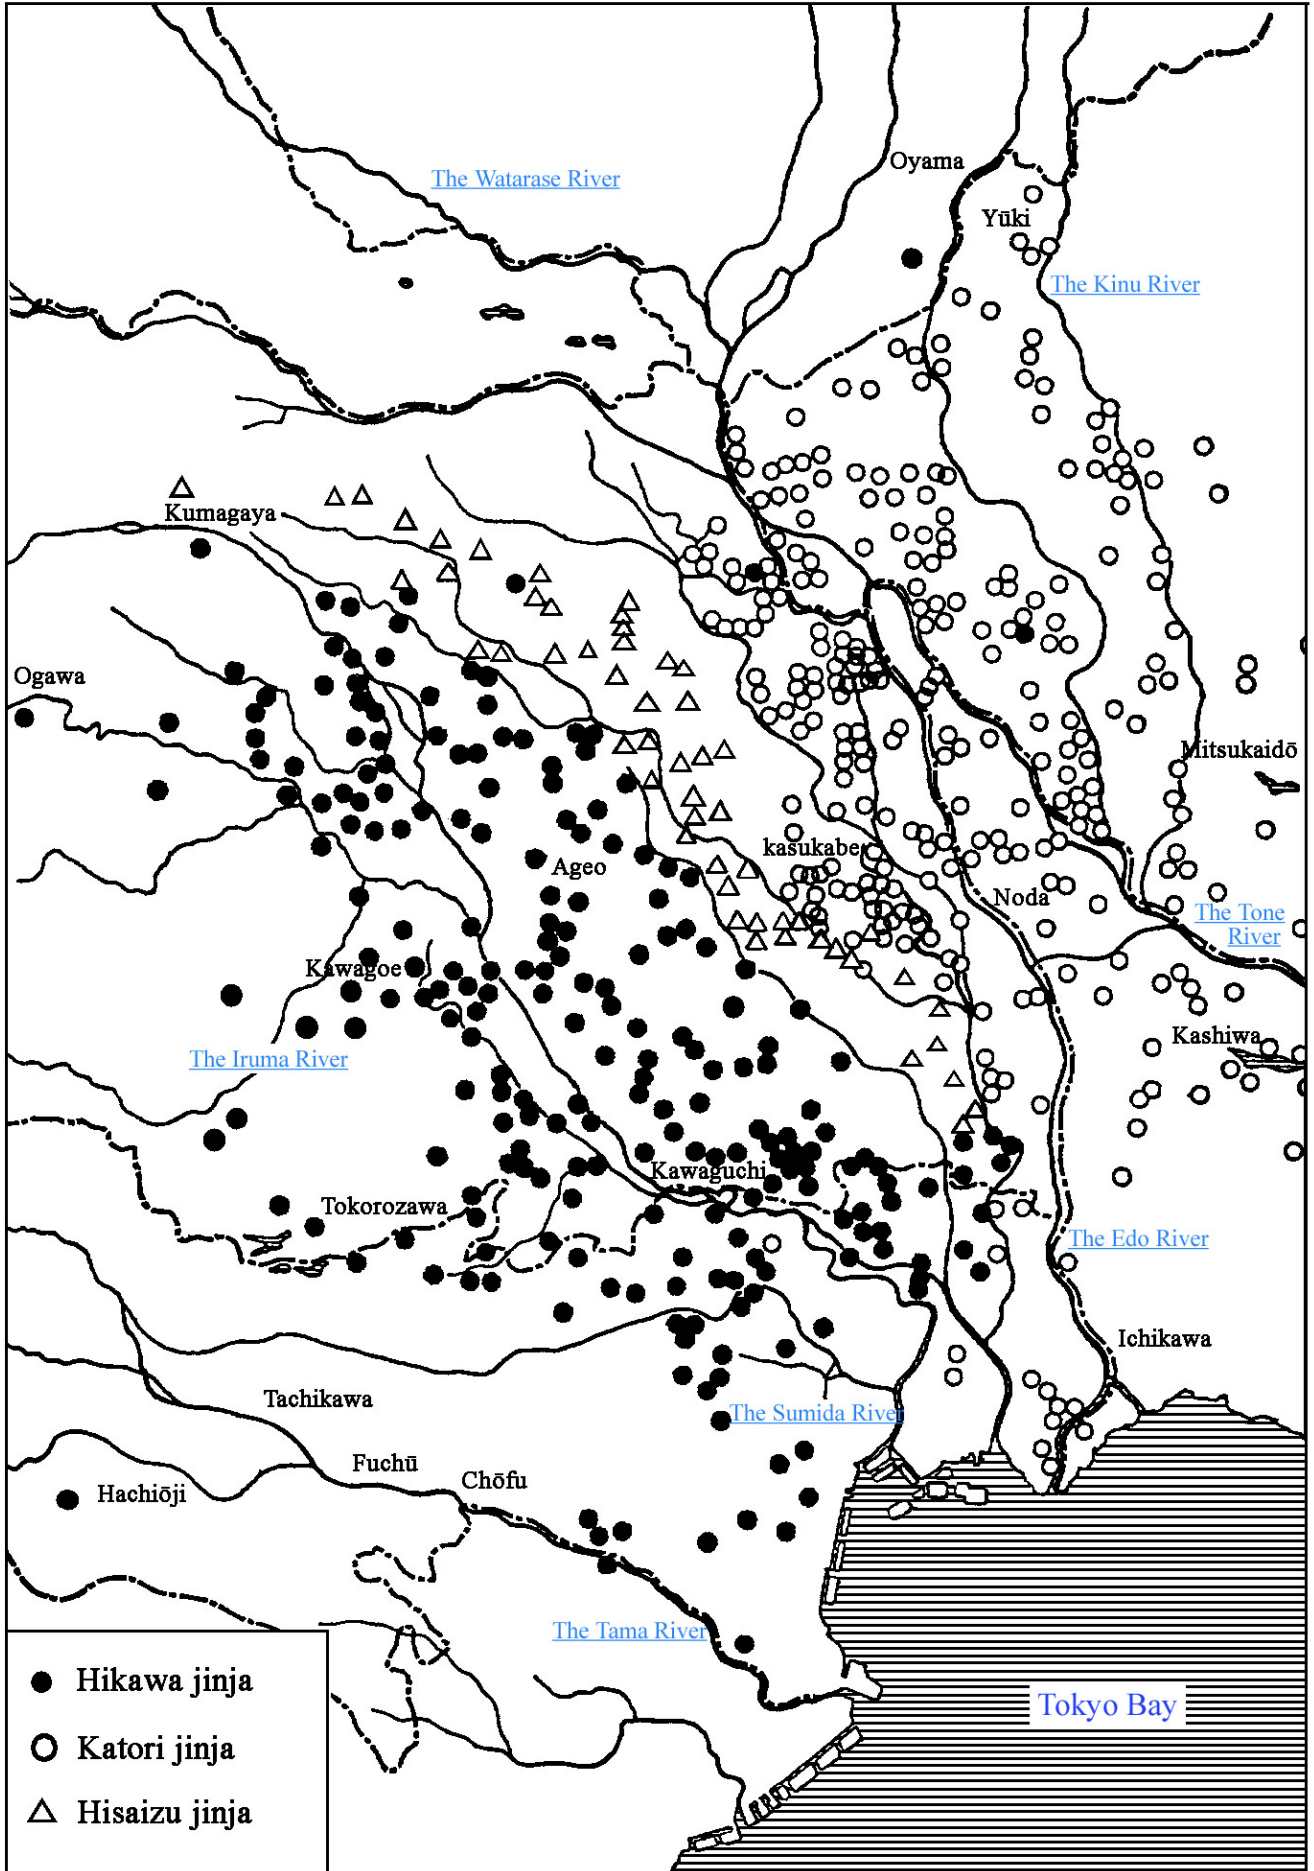 Oyama
The Watarase River
Yūki
The Kinu River
Kumagaya
Ogawa
Mitsukaidō
kasukabe
Ageo
Noda
The Tone
River
Kawagoe
Kashiwa
The Iruma River
Kawaguchi
Tokorozawa
The Edo River
Ichikawa
Tachikawa
The Sumida River
Fuchū
Chōfu
Hachiōji
The Tama River
Hikawa jinja
Tokyo Bay
Katori jinja
Hisaizu jinja